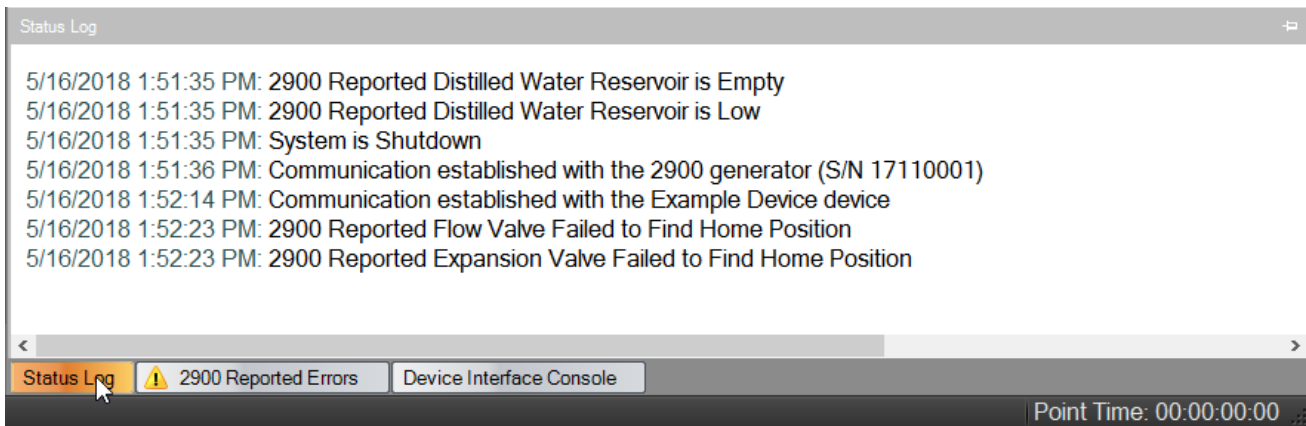 Status Log
5/16/2018 1:51:35 PM: 2900 Reported Distilled Water Reservoir is Empty
5/16/2018 1:51:35 PM: 2900 Reported Distilled Water Reservoir is Low
5/16/2018 1:51:35 PM: System is Shutdown
5/16/2018 1:51:36 PM: Communication established with the 2900 generator (S/N 17110001)
5/16/2018 1:52:14 PM: Communication established with the Example Device device
5/16/2018 1:52:23 PM: 2900 Reported Flow Valve Failed to Find Home Position
5/16/2018 1:52:23 PM: 2900 Reported Expansion Valve Failed to Find Home Position
Status Log 2900 Reported Errors Device Interface Console
Point Time: 00:00:00:00